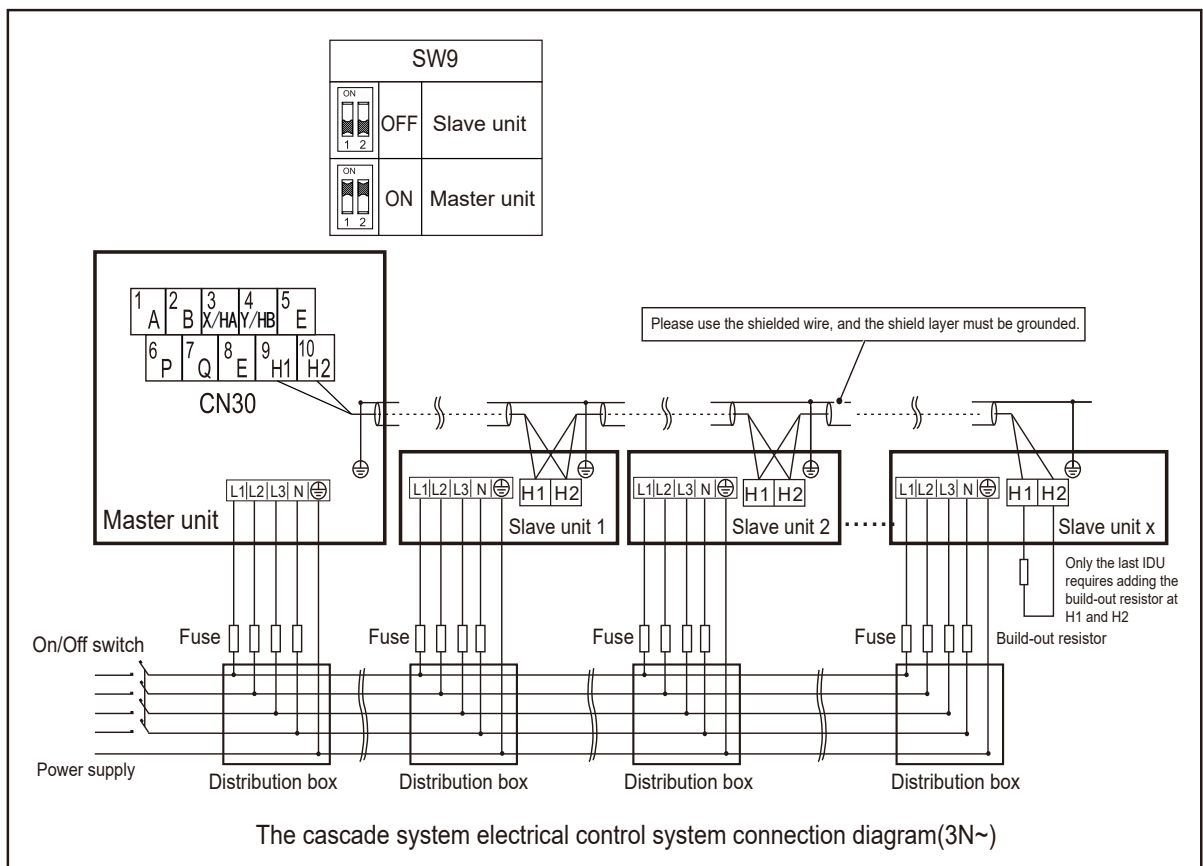 SW9
ON
1 2
OFF
Slave unit
ON
1 2
ON
Master unit
1 A
2 B
3 X/HA
4 Y/HB
5 E
6 P
7 Q
8 E
9 H1
10 H2
CN30
Please use the shielded wire, and the shield layer must be grounded.
L1 L2 L3 N
Master unit
L1 L2 L3 N
H1 H2
Slave unit 1
L1 L2 L3 N
H1 H2
Slave unit 2
......
L1 L2 L3 N
H1 H2
Slave unit x
Only the last IDU
requires adding the
build-out resistor at
H1 and H2
Build-out resistor
On/Off switch
Fuse
Fuse
Fuse
Fuse
Power supply
Distribution box
Distribution box
Distribution box
Distribution box
The cascade system electrical control system connection diagram(3N~)